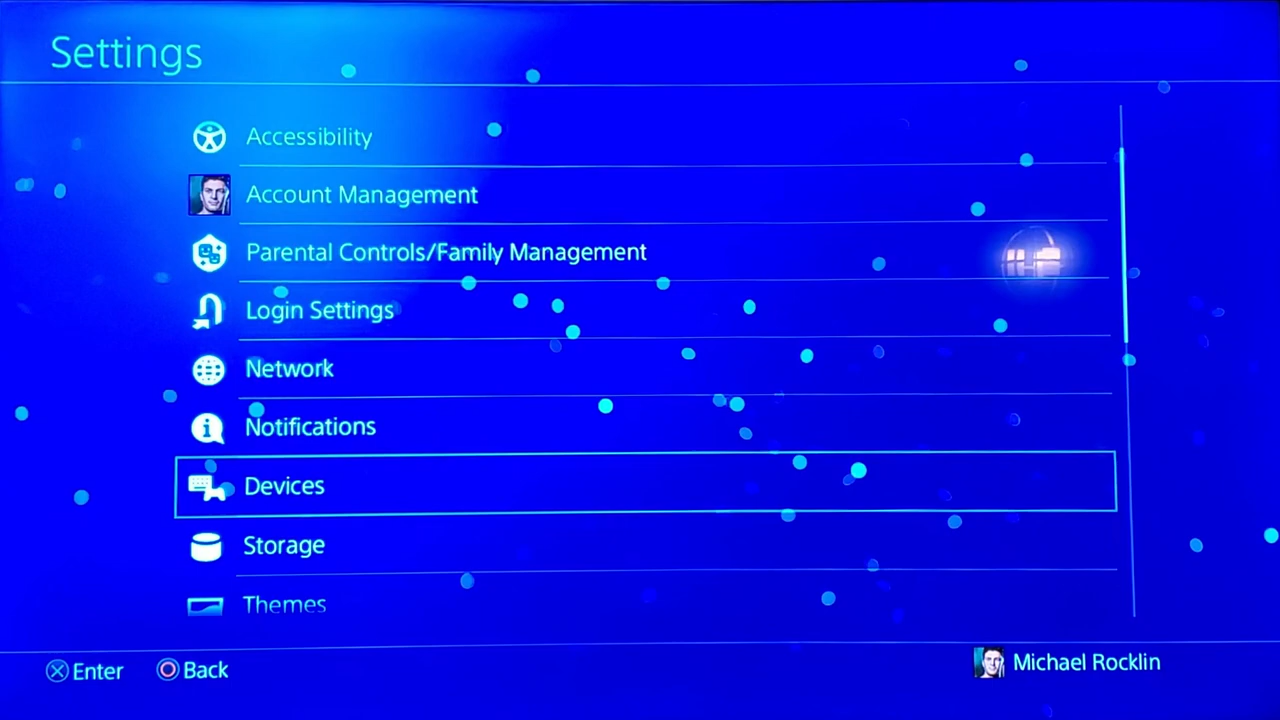 Settings
Accessibility
Account Management
Parental Controls/Family Management
Login Settings
Network
Notifications
Devices
Storage
Themes
Enter Back
Michael Rocklin